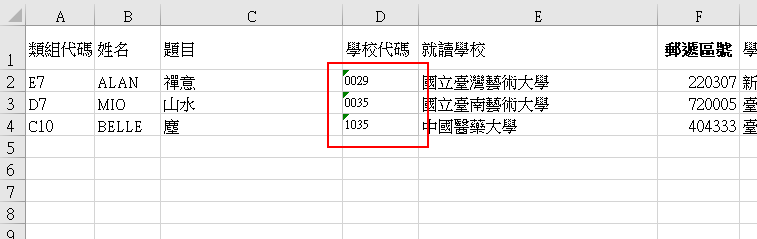 A B C D E F
1 類組代碼 姓名 題目 學校代碼 就讀學校 郵遞區號 學
2 E7 ALAN 禪意 0029 國立臺灣藝術大學 220307 新
3 D7 MIO 山水 0035 國立臺南藝術大學 720005 臺
4 C10 BELLE 塵 1035 中國醫藥大學 404333 臺
5
6
7
8
9